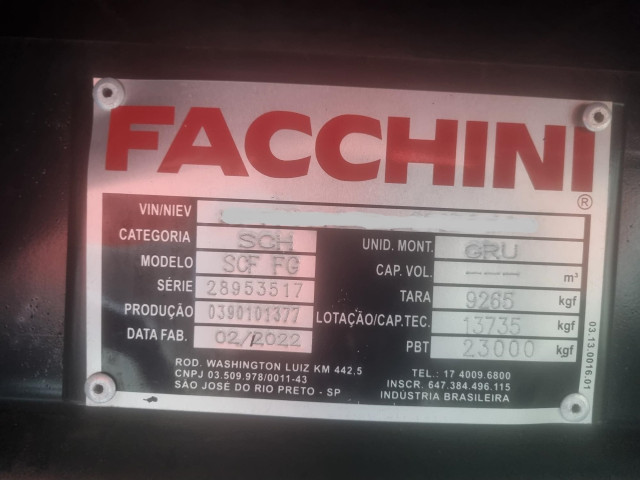 FACCHINI
®
VIN/NIEV
CATEGORIA SCH
MODELO SCF FG
SÉRIE 28953517
PRODUÇÃO 0390101377
DATA FAB. 02/2022
UNID. MONT. GRU
CAP. VOL. --- m³
TARA 9265 kgf
LOTAÇÃO/CAP.TEC. 13735 kgf
PBT 23000 kgf
03.13.0016.01
ROD. WASHINGTON LUIZ KM 442,5
CNPJ 03.509.978/0011-43
SÃO JOSÉ DO RIO PRETO - SP
TEL.: 17 4009.6800
INSCR. 647.384.496.115
INDÚSTRIA BRASILEIRA